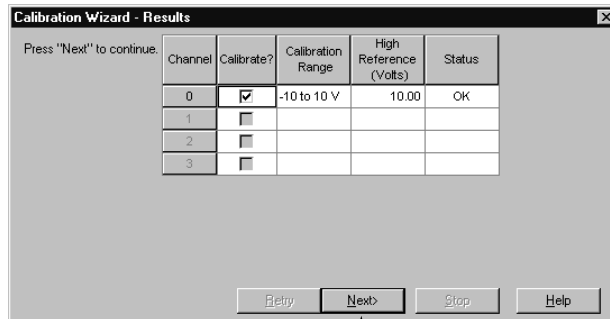 Calibration Wizard - Results
Press "Next" to continue.
Channel Calibrate? Calibration Range High Reference (Volts) Status
0 -10 to 10 V 10.00 OK
1
2
3
Retry Next> Stop Help